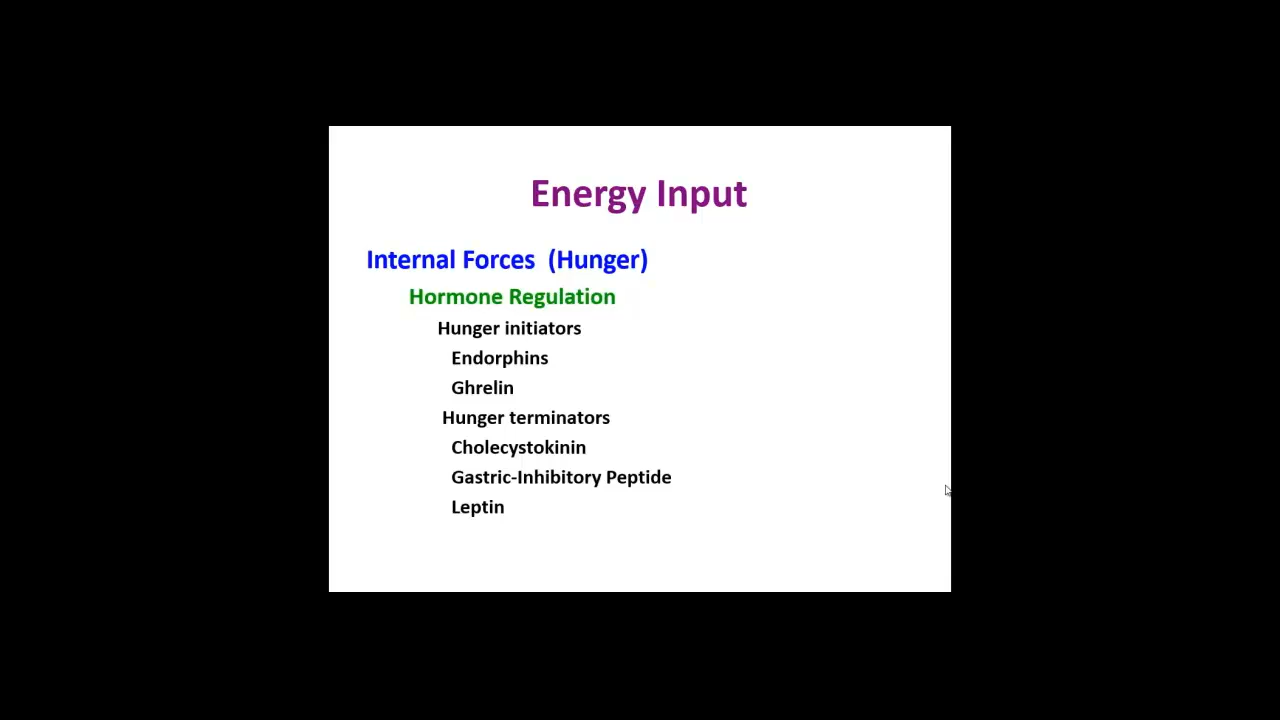 Energy Input
Internal Forces (Hunger)
Hormone Regulation
Hunger initiators
Endorphins
Ghrelin
Hunger terminators
Cholecystokinin
Gastric-Inhibitory Peptide
Leptin